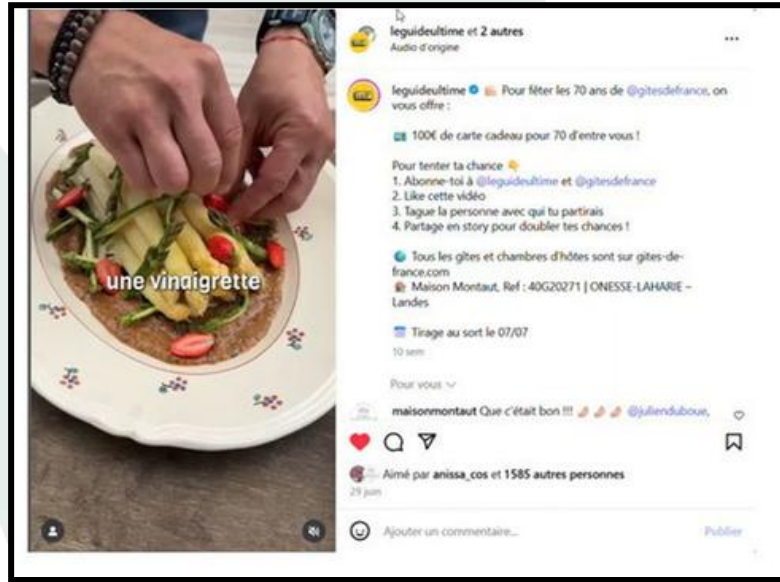 leguideultime et 2 autres
Audio d'origine
leguideultime Pour fêter les 70 ans de @gitesdefrance, on
vous offre :
100€ de carte cadeau pour 70 d'entre vous !
Pour tenter ta chance 👇
1. Abonne-toi à @leguideultime et @gitesdefrance
2. Like cette vidéo
3. Tague la personne avec qui tu partirais
4. Partage en story pour doubler tes chances !
Tous les gîtes et chambres d'hôtes sont sur gites-de-
france.com
Maison Montaut, Ref : 40G20271 | ONESSE-LAHARIE –
Landes
Tirage au sort le 07/07
10 sem
Pour vous
maisonmontaut Que c'était bon !!! @julienduboue,
Aimé par anissa_cos et 1585 autres personnes
29 juin
Ajouter un commentaire...
Publier
une vinaigrette